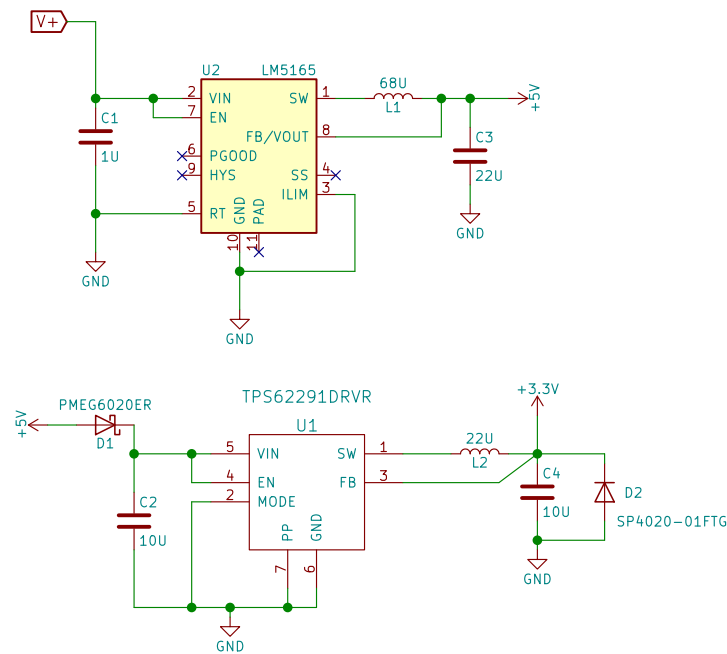 V+
U2 LM5165
2 VIN SW 1 68U
L1 +5V
7 EN
C1
1U
FB/VOUT 8 C3
6 PGOOD
9 HYS SS 4 22U
ILIM 3
5 RT GND PAD
10 11
GND
GND
GND
TPS62291DRVR
+5V PMEG6020ER
D1
U1
+3.3V
5 VIN SW 1 22U
L2
4 EN FB 3 C4
2 MODE
C2
10U
10U
D2
SP4020-01FTG
PP GND
7 6
GND
GND